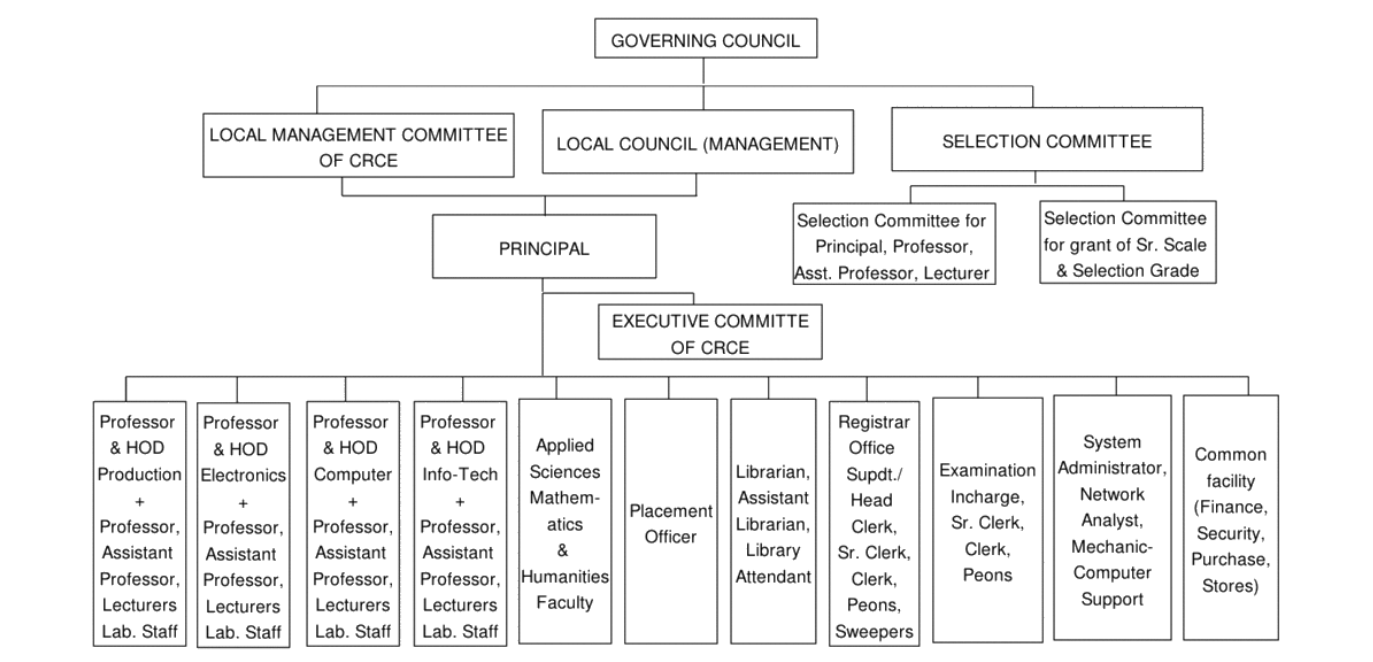 GOVERNING COUNCIL
LOCAL MANAGEMENT COMMITTEE
OF CRCE
LOCAL COUNCIL (MANAGEMENT)
SELECTION COMMITTEE
Selection Committee for
Principal, Professor,
Asst. Professor, Lecturer
Selection Committee
for grant of Sr. Scale
& Selection Grade
PRINCIPAL
EXECUTIVE COMMITTE
OF CRCE
Professor
& HOD
Production
+
Professor,
Assistant
Professor,
Lecturers
Lab. Staff
Professor
& HOD
Electronics
+
Professor,
Assistant
Professor,
Lecturers
Lab. Staff
Professor
& HOD
Computer
+
Professor,
Assistant
Professor,
Lecturers
Lab. Staff
Professor
& HOD
Info-Tech
+
Professor,
Assistant
Professor,
Lecturers
Lab. Staff
Applied
Sciences
Mathem-
atics
&
Humanities
Faculty
Placement
Officer
Librarian,
Assistant
Librarian,
Library
Attendant
Registrar
Office
Supdt./
Head
Clerk,
Sr. Clerk,
Clerk,
Peons,
Sweepers
Examination
Incharge,
Sr. Clerk,
Clerk,
Peons
System
Administrator,
Network
Analyst,
Mechanic-
Computer
Support
Common
facility
(Finance,
Security,
Purchase,
Stores)